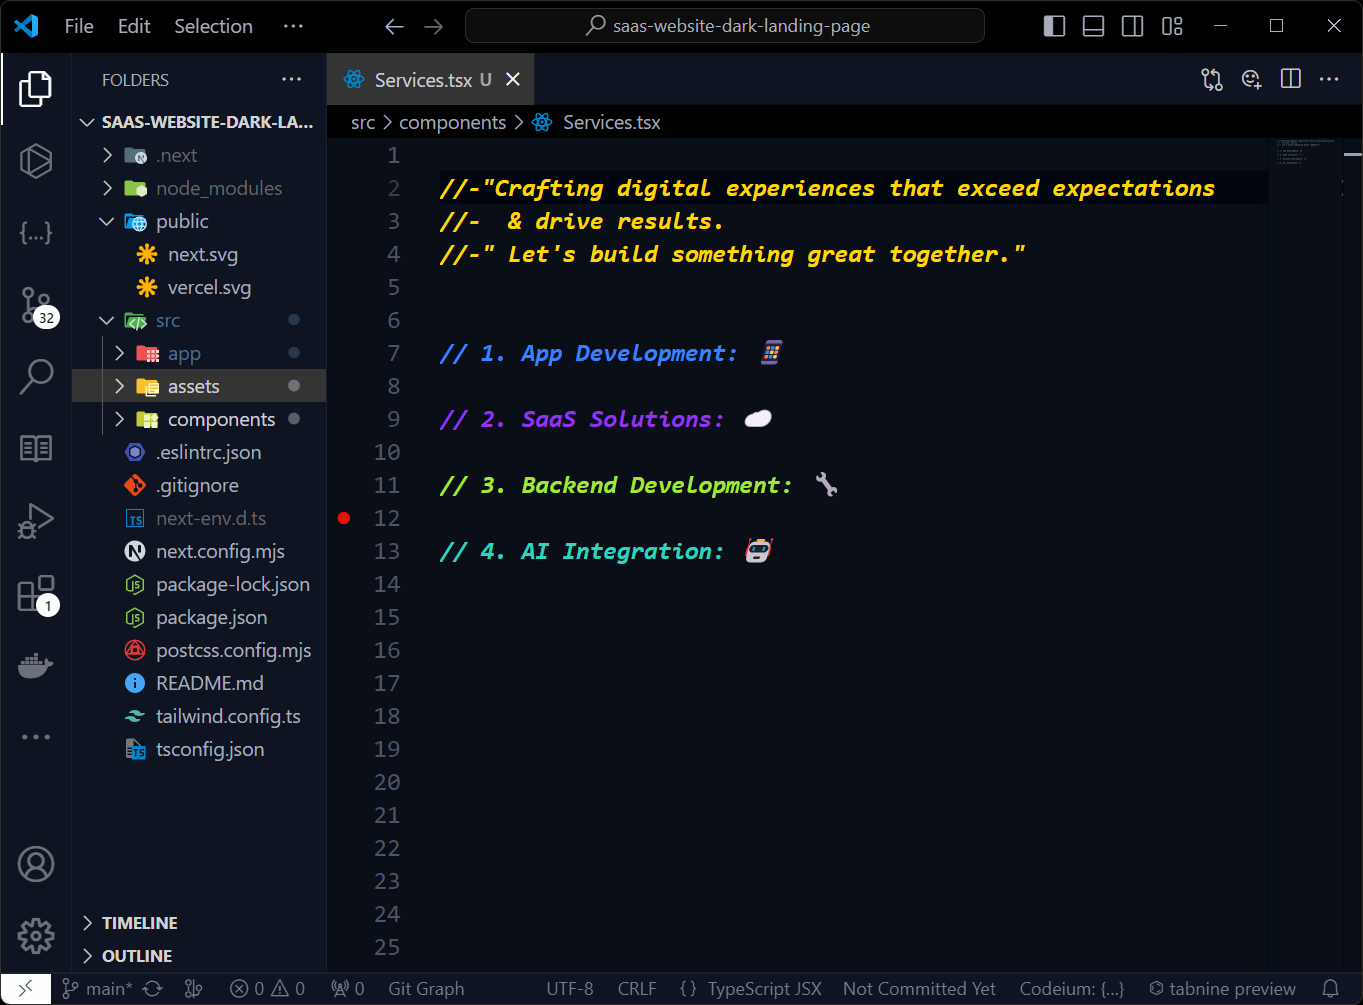 File Edit Selection ··· saas-website-dark-landing-page
FOLDERS ···
SAAS-WEBSITE-DARK-LA...
.next
node_modules
public
next.svg
vercel.svg
src
app
assets
components
.eslintrc.json
.gitignore
next-env.d.ts
next.config.mjs
package-lock.json
package.json
postcss.config.mjs
README.md
tailwind.config.ts
tsconfig.json
TIMELINE
OUTLINE
32
1
Services.tsx U
src > components > Services.tsx
1
2 //-"Crafting digital experiences that exceed expectations
3 //-  & drive results.
4 //-" Let's build something great together."
5
6
7 // 1. App Development: 📱
8
9 // 2. SaaS Solutions: ☁️
10
11 // 3. Backend Development: 🔧
12
13 // 4. AI Integration: 🤖
14
15
16
17
18
19
20
21
22
23
24
25
main* 0 0 0 Git Graph UTF-8 CRLF {} TypeScript JSX Not Committed Yet Codeium: {...} tabnine preview